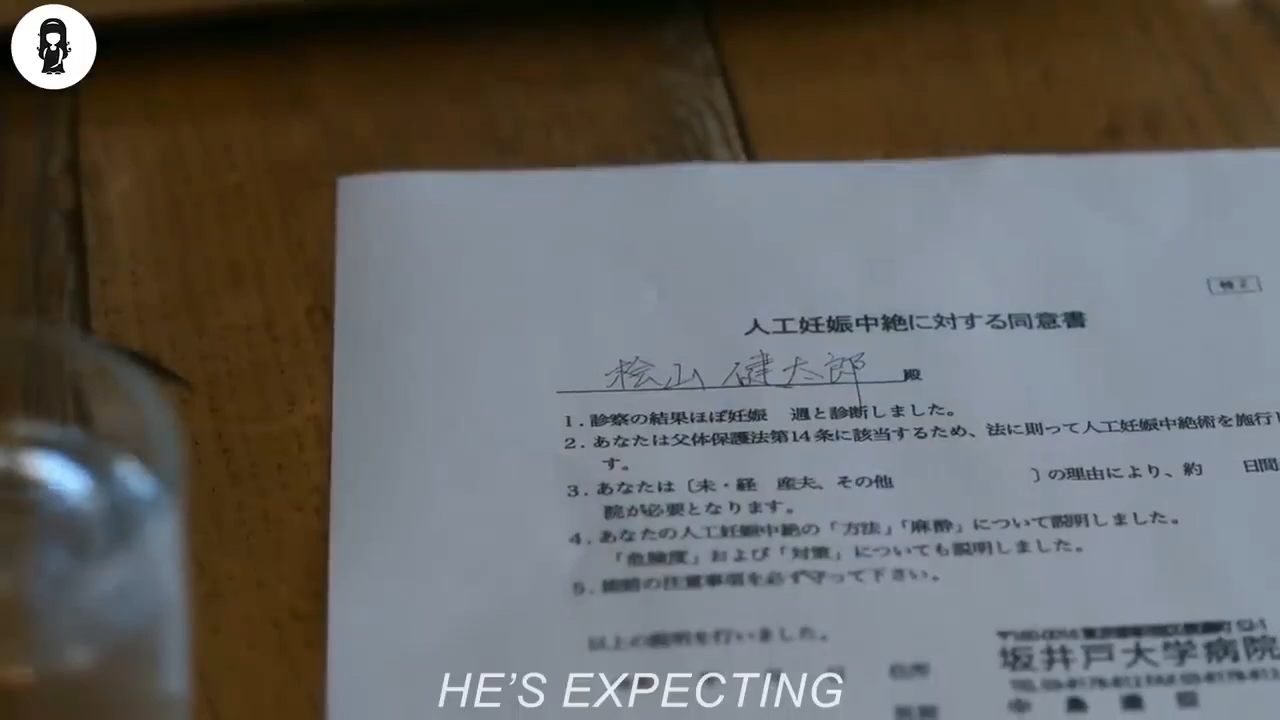 特2
人工妊娠中絶に対する同意書
桧山 健太郎 殿
1. 診察の結果ほぼ妊娠 週と診断しました。
2. あなたは父体保護法第14条に該当するため、法に則って人工妊娠中絶術を施行し
す。
3. あなたは〔未・経 産夫、その他 〕の理由により、約 日間
院が必要となります。
4. あなたの人工妊娠中絶の「方法」「麻酔」について説明しました。
「危険度」および「対策」についても説明しました。
5. 術前の注意事項を必ず守って下さい。
以上の説明を行いました。
坂井戸大学病院
HE'S EXPECTING